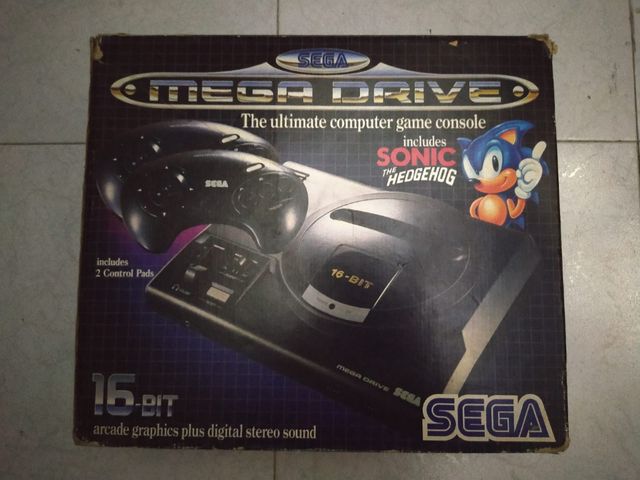 SEGA
MEGA DRIVE
The ultimate computer game console
includes
SONIC
THE
HEDGEHOG
SEGA
includes
2 Control Pads
16-BIT
MEGA DRIVE SEGA
16-BIT
arcade graphics plus digital stereo sound
SEGA